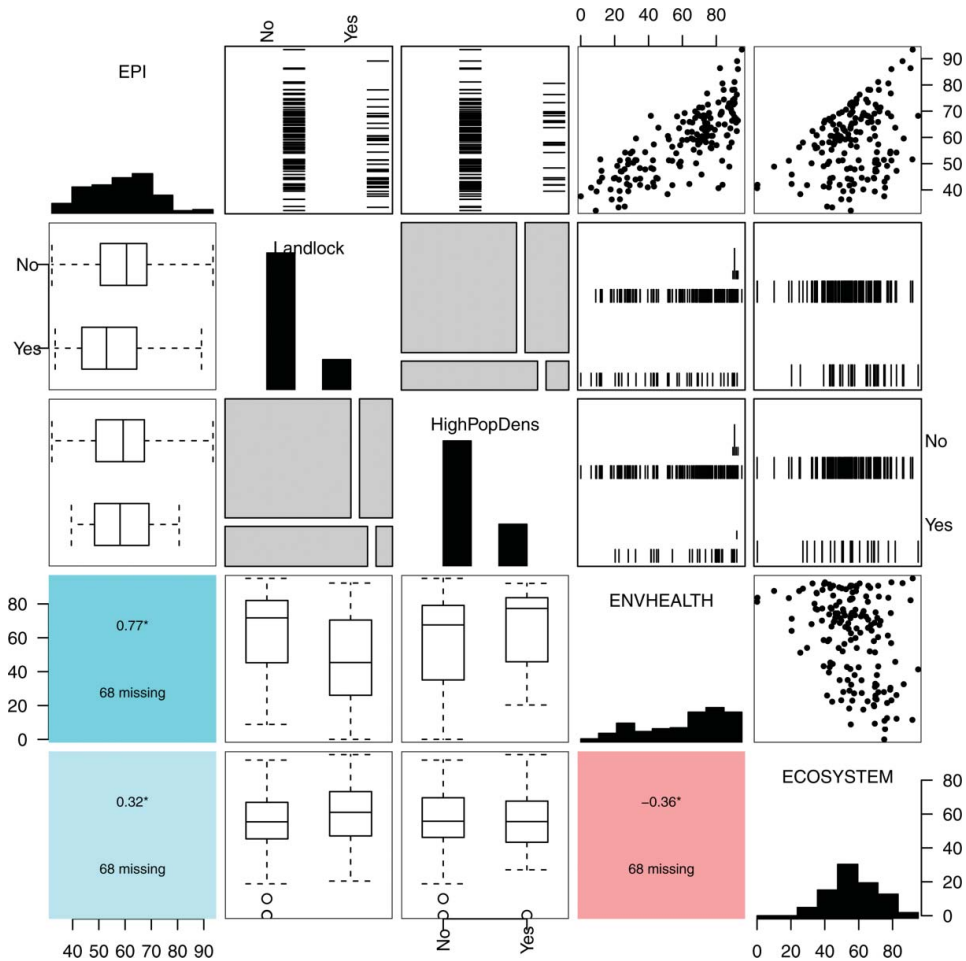 0 20 40 60 80
No Yes
EPI
90
80
70
60
50
40
Landlock
No
Yes
HighPopDens
No
Yes
ENVHEALTH
80
60
40
20
0
0.77*
68 missing
ECOSYSTEM
0.32*
68 missing
−0.36*
68 missing
80
60
40
20
0
No Yes
40 50 60 70 80 90
0 20 40 60 80